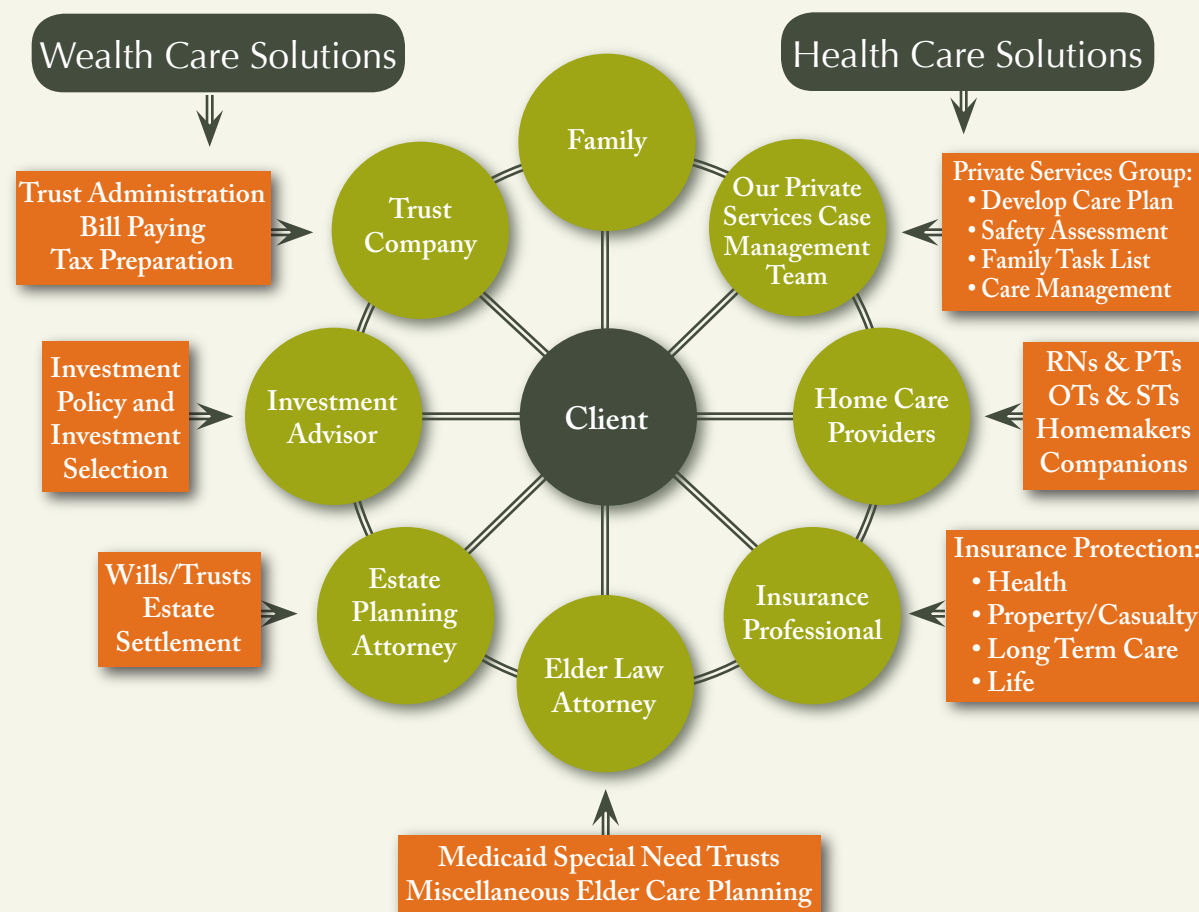 Wealth Care Solutions
Health Care Solutions
Family
Trust
Company
Our Private
Services Case
Management
Team
Trust Administration
Bill Paying
Tax Preparation
Private Services Group:
• Develop Care Plan
• Safety Assessment
• Family Task List
• Care Management
Investment
Policy and
Investment
Selection
Investment
Advisor
Client
Home Care
Providers
RNs & PTs
OTs & STs
Homemakers
Companions
Wills/Trusts
Estate
Settlement
Estate
Planning
Attorney
Elder Law
Attorney
Insurance
Professional
Insurance Protection:
• Health
• Property/Casualty
• Long Term Care
• Life
Medicaid Special Need Trusts
Miscellaneous Elder Care Planning